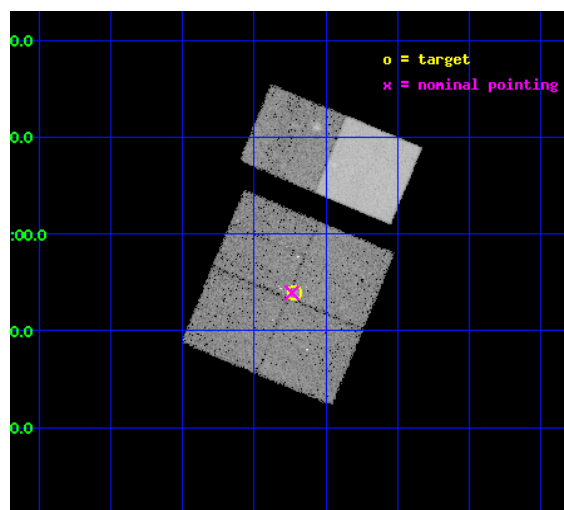 0.0
o = target
x = nominal pointing
0.0
:00.0
0.0
0.0